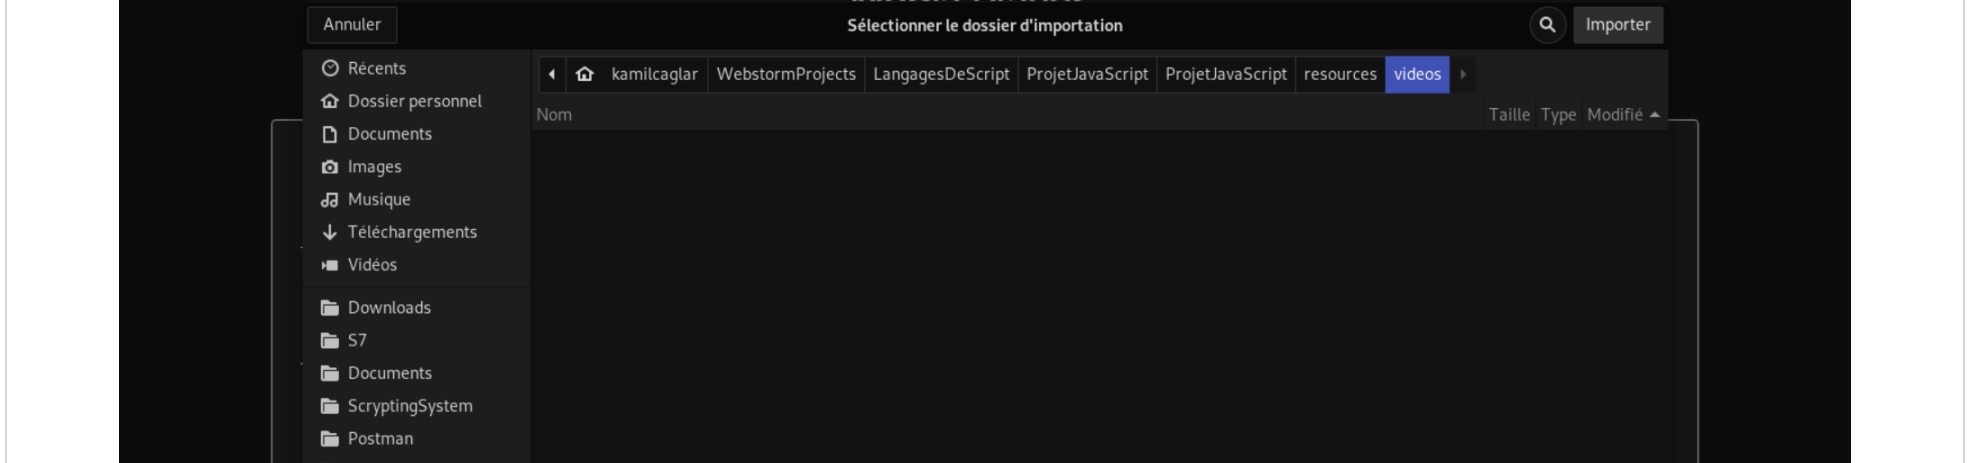 Annuler
Sélectionner le dossier d'importation
Importer
Récents
Dossier personnel
Documents
Images
Musique
Téléchargements
Vidéos
Downloads
S7
Documents
ScryptingSystem
Postman
kamilcaglar WebstormProjects LangagesDeScript ProjetJavaScript ProjetJavaScript resources videos
Nom Taille Type Modifié